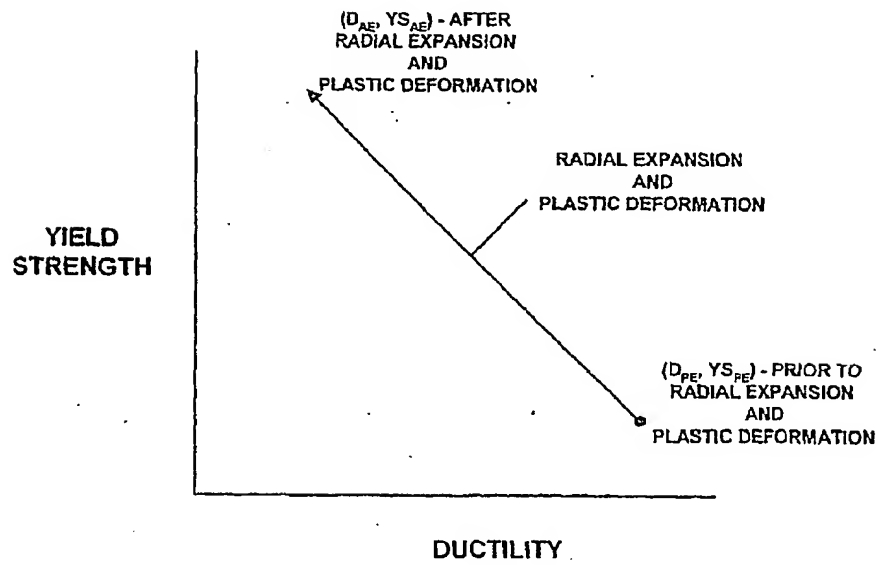 (D_AE, YS_AE) - AFTER
RADIAL EXPANSION
AND
PLASTIC DEFORMATION
RADIAL EXPANSION
AND
PLASTIC DEFORMATION
YIELD
STRENGTH
(D_PE, YS_PE) - PRIOR TO
RADIAL EXPANSION
AND
PLASTIC DEFORMATION
DUCTILITY